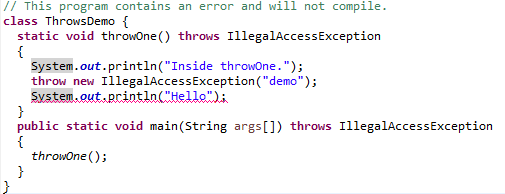 // This program contains an error and will not compile.
class ThrowsDemo {
  static void throwOne() throws IllegalAccessException
  {
    System.out.println("Inside throwOne.");
    throw new IllegalAccessException("demo");
    System.out.println("Hello");
  }
  public static void main(String args[]) throws IllegalAccessException
  {
    throwOne();
  }
}